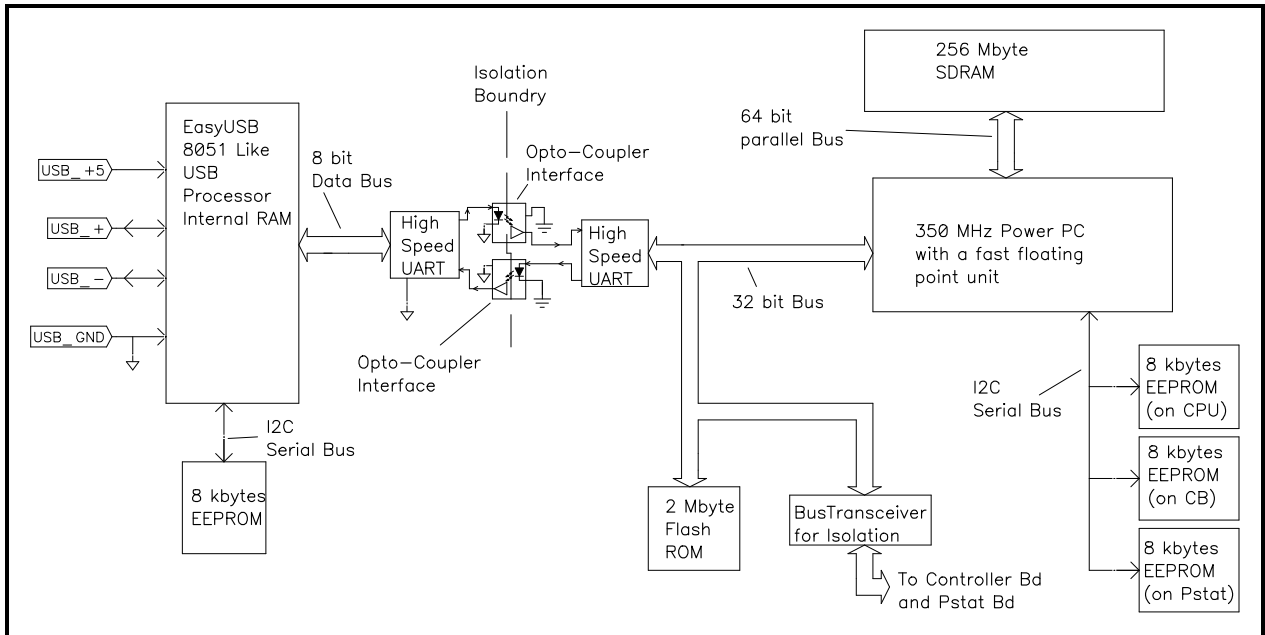 256 Mbyte
SDRAM
Isolation
Boundry
64 bit
parallel Bus
EasyUSB
8051 Like
USB
Processor
Internal RAM
USB_+5
USB_+
USB_-
USB_GND
8 bit
Data Bus
Opto-Coupler
Interface
High
Speed
UART
High
Speed
UART
350 MHz Power PC
with a fast floating
point unit
32 bit Bus
Opto-Coupler
Interface
I2C
Serial Bus
8 kbytes
EEPROM
(on CPU)
I2C
Serial Bus
8 kbytes
EEPROM
8 kbytes
EEPROM
(on CB)
2 Mbyte
Flash
ROM
BusTransceiver
for Isolation
8 kbytes
EEPROM
(on Pstat)
To Controller Bd
and Pstat Bd